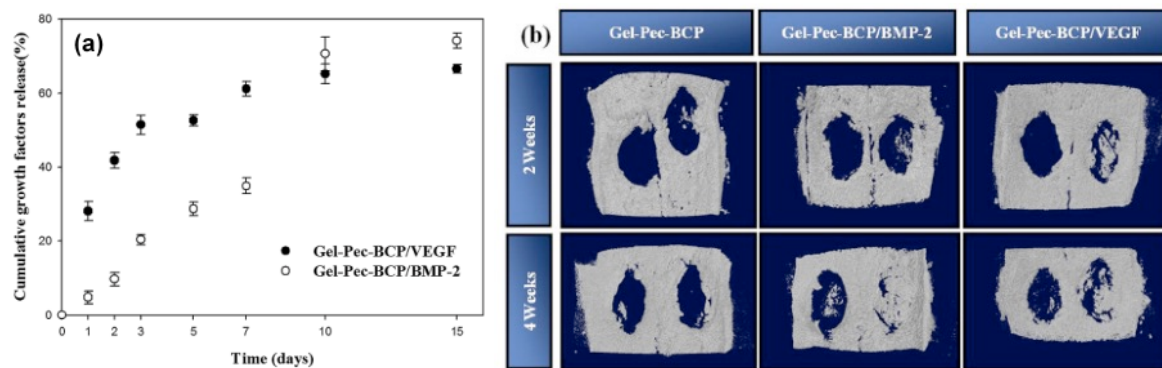 (a)
Cumulative growth factors release(%)
80
60
40
20
0
Gel-Pec-BCP/VEGF
Gel-Pec-BCP/BMP-2
0 1 2 3 5 7 10 15
Time (days)
(b)
Gel-Pec-BCP Gel-Pec-BCP/BMP-2 Gel-Pec-BCP/VEGF
2 Weeks
4 Weeks